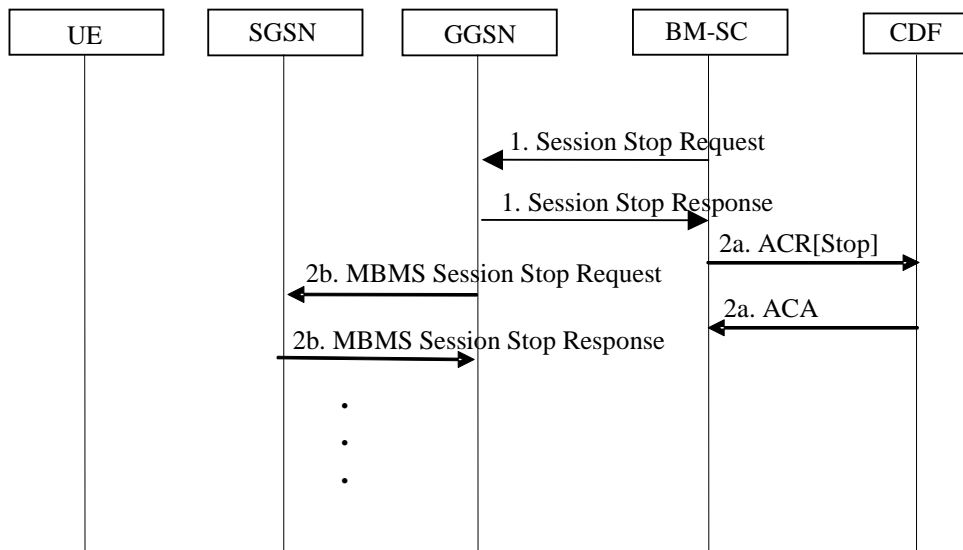 UE
SGSN
GGSN
BM-SC
CDF
1. Session Stop Request
1. Session Stop Response
2a. ACR[Stop]
2b. MBMS Session Stop Request
2a. ACA
2b. MBMS Session Stop Response